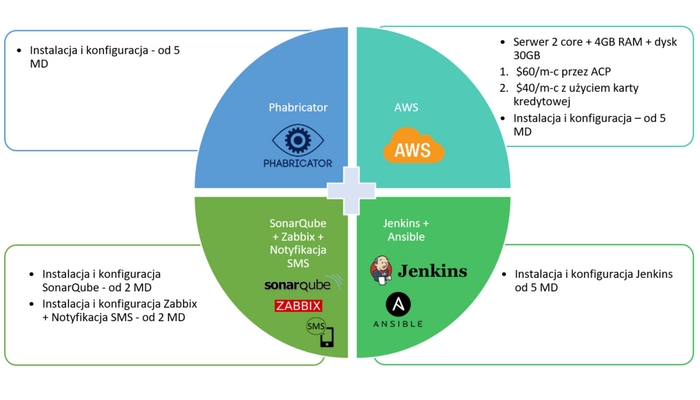 • Instalacja i konfiguracja - od 5
MD
Phabricator
PHABRICATOR
AWS
AWS
• Serwer 2 core + 4GB RAM + dysk
30GB
1. $60/m-c przez ACP
2. $40/m-c z użyciem karty
kredytowej
• Instalacja i konfiguracja – od 5
MD
• Instalacja i konfiguracja
SonarQube - od 2 MD
• Instalacja i konfiguracja Zabbix
+ Notyfikacja SMS - od 2 MD
SonarQube
+ Zabbix +
Notyfikacja
SMS
sonarqube
ZABBIX
SMS
Jenkins +
Ansible
Jenkins
A
ANSIBLE
• Instalacja i konfiguracja Jenkins
od 5 MD